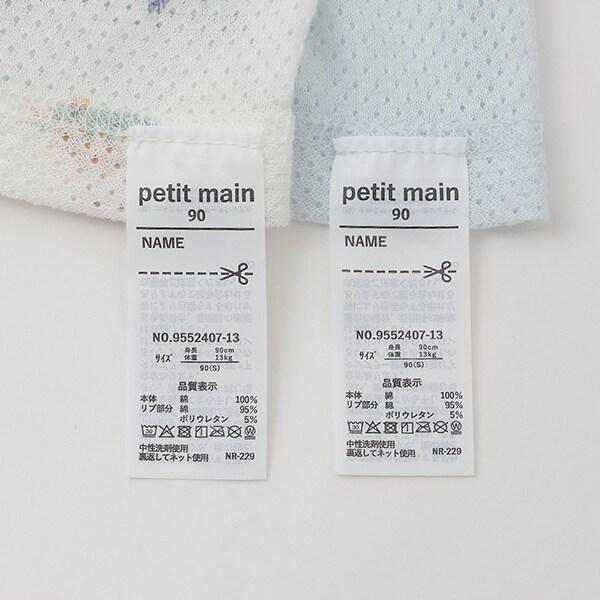 petit main
90
NAME
NO.9552407-13
サイズ 身長 90cm
体重 13kg
90(S)
品質表示
本体 綿 100%
リブ部分 綿 95%
ポリウレタン 5%
中性洗剤使用
裏返してネット使用 NR-229
petit main
90
NAME
NO.9552407-13
サイズ 身長 90cm
体重 13kg
90(S)
品質表示
本体 綿 100%
リブ部分 綿 95%
ポリウレタン 5%
中性洗剤使用
裏返してネット使用 NR-229